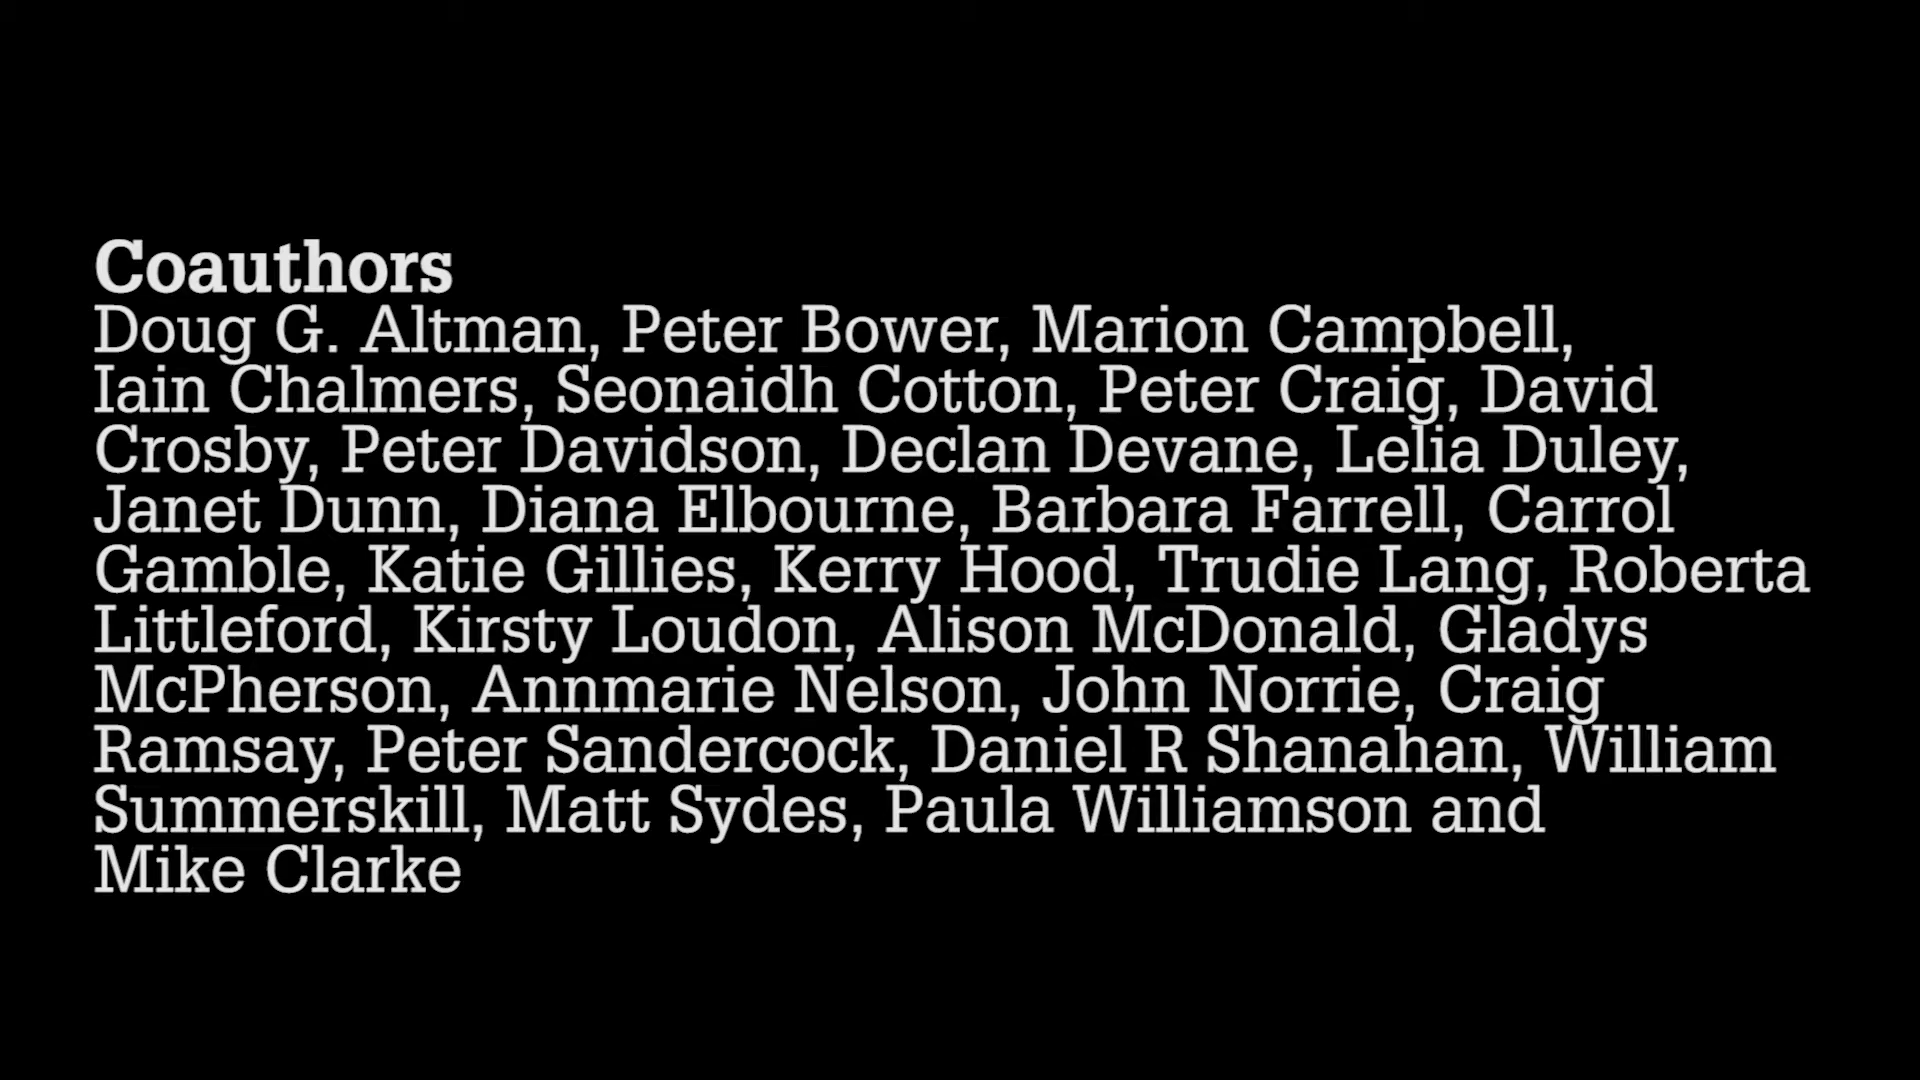 Coauthors
Doug G. Altman, Peter Bower, Marion Campbell,
Iain Chalmers, Seonaidh Cotton, Peter Craig, David
Crosby, Peter Davidson, Declan Devane, Lelia Duley,
Janet Dunn, Diana Elbourne, Barbara Farrell, Carrol
Gamble, Katie Gillies, Kerry Hood, Trudie Lang, Roberta
Littleford, Kirsty Loudon, Alison McDonald, Gladys
McPherson, Annmarie Nelson, John Norrie, Craig
Ramsay, Peter Sandercock, Daniel R Shanahan, William
Summerskill, Matt Sydes, Paula Williamson and
Mike Clarke